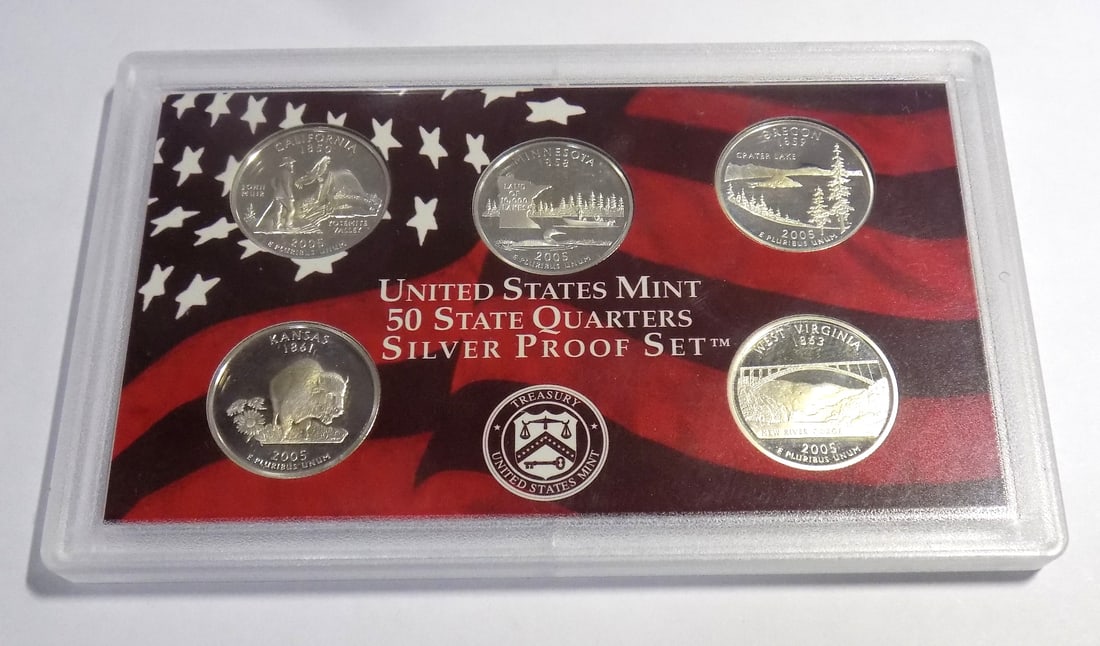 CALIFORNIA
1850
JOHN
MUIR
YOSEMITE
VALLEY
2005
E PLURIBUS UNUM
MINNESOTA
1858
LAND
OF
10,000
LAKES
2005
E PLURIBUS UNUM
OREGON
1859
CRATER LAKE
2005
E PLURIBUS UNUM
UNITED STATES MINT
50 STATE QUARTERS
SILVER PROOF SET™
KANSAS
1861
2005
E PLURIBUS UNUM
TREASURY
UNITED STATES MINT
WEST VIRGINIA
1863
NEW RIVER GORGE
2005
E PLURIBUS UNUM